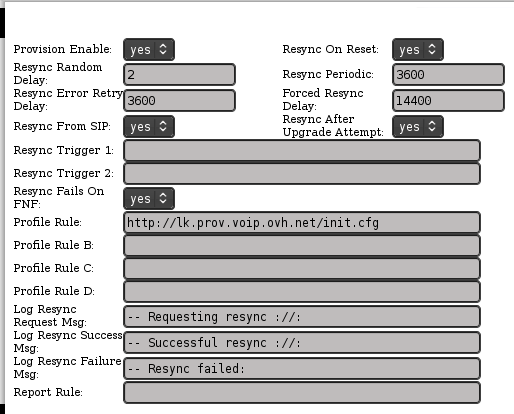 Provision Enable: yes Resync On Reset: yes
Resync Random Delay: 2 Resync Periodic: 3600
Resync Error Retry Delay: 3600 Forced Resync Delay: 14400
Resync From SIP: yes Resync After Upgrade Attempt: yes
Resync Trigger 1:
Resync Trigger 2:
Resync Fails On FNF: yes
Profile Rule: http://lk.prov.voip.ovh.net/init.cfg
Profile Rule B:
Profile Rule C:
Profile Rule D:
Log Resync Request Msg: -- Requesting resync ://:
Log Resync Success Msg: -- Successful resync ://:
Log Resync Failure Msg: -- Resync failed:
Report Rule: